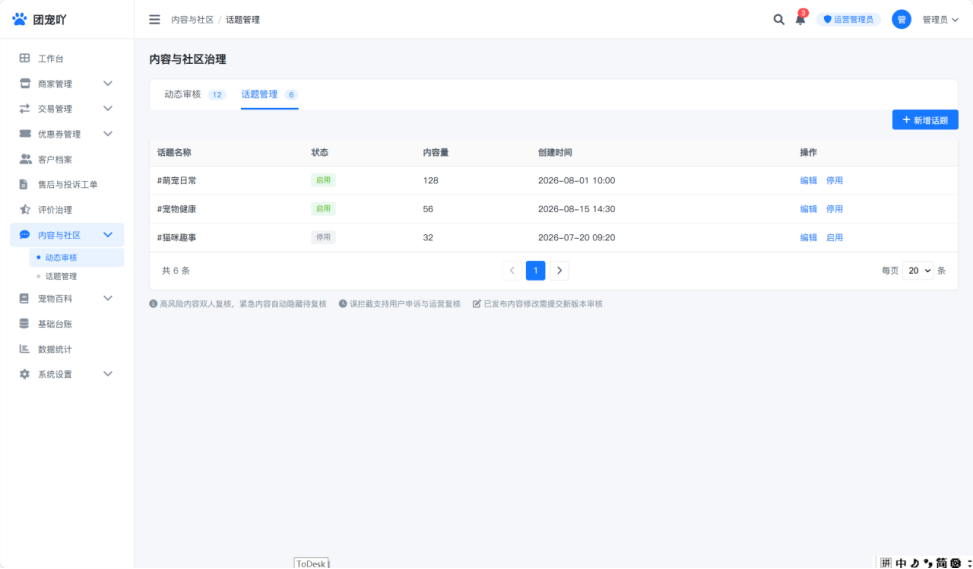 团宠吖
内容与社区 / 话题管理
3
运营管理员
管
管理员
工作台
商家管理
交易管理
优惠券管理
客户档案
售后与投诉工单
评价治理
内容与社区
动态审核
话题管理
宠物百科
基础台账
数据统计
系统设置
内容与社区治理
动态审核 12 话题管理 6
+ 新增话题
话题名称 状态 内容量 创建时间 操作
#萌宠日常 启用 128 2026-08-01 10:00 编辑 停用
#宠物健康 启用 56 2026-08-15 14:30 编辑 停用
#猫咪趣事 停用 32 2026-07-20 09:20 编辑 启用
共 6 条 1 每页 20 条
高风险内容双人复核，紧急内容自动隐藏待复核 误拦截支持用户申诉与运营复核 已发布内容修改需提交新版本审核
ToDesk
拼 中 简